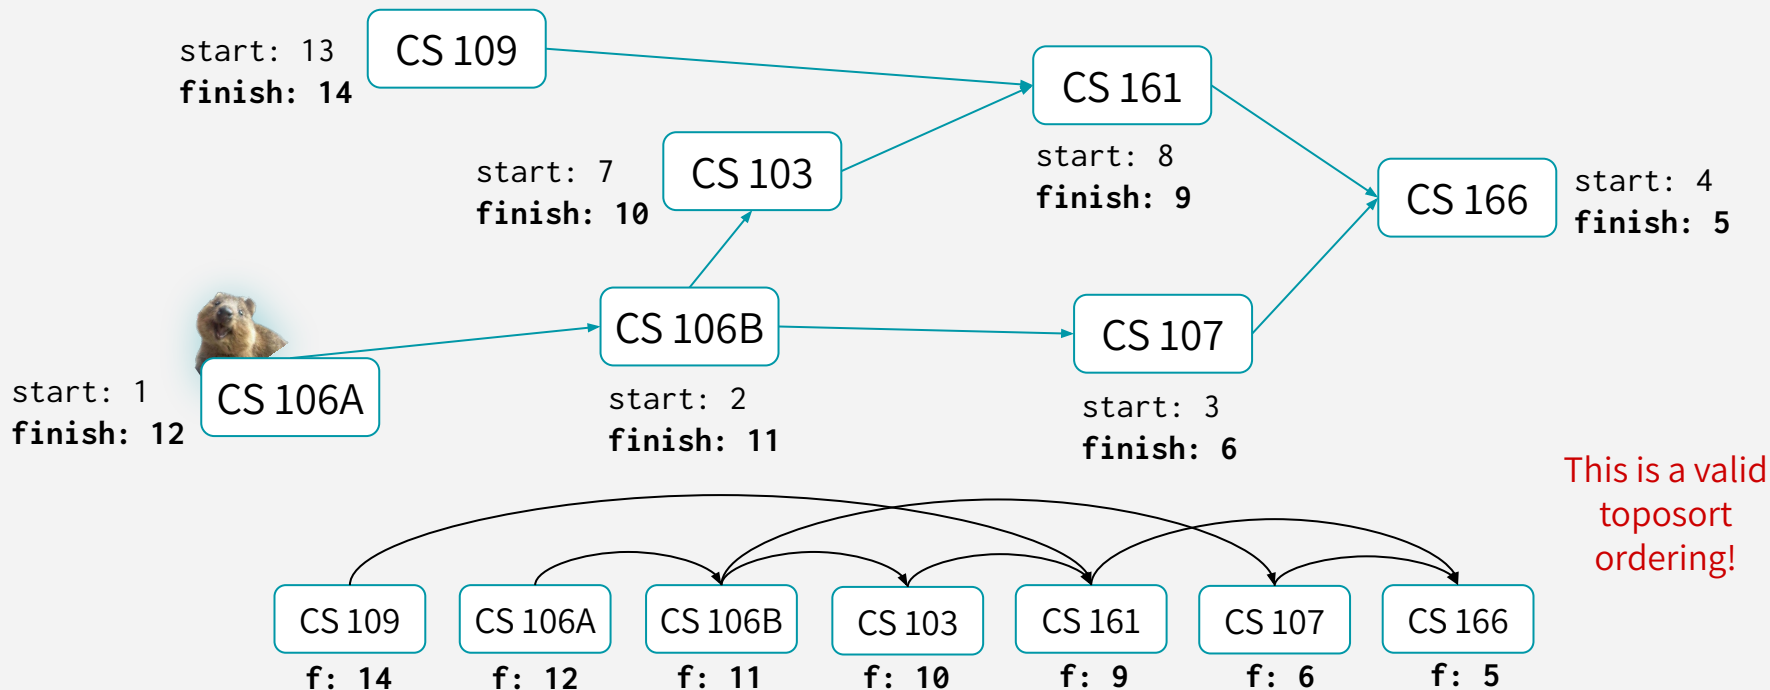 CS 109
start: 13
finish: 14
CS 161
start: 8
finish: 9
CS 103
start: 7
finish: 10
CS 166
start: 4
finish: 5
CS 106B
start: 2
finish: 11
CS 107
start: 3
finish: 6
CS 106A
start: 1
finish: 12
This is a valid
toposort
ordering!
CS 109
CS 106A
CS 106B
CS 103
CS 161
CS 107
CS 166
f: 14
f: 12
f: 11
f: 10
f: 9
f: 6
f: 5